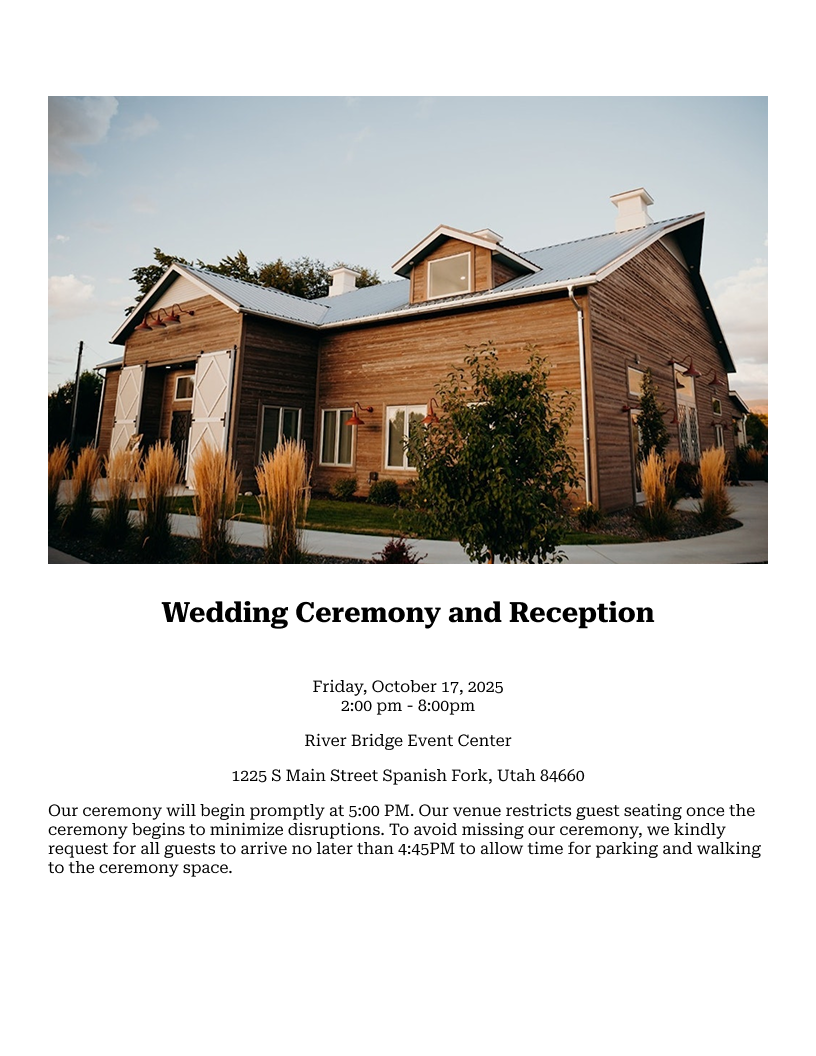 Wedding Ceremony and Reception
Friday, October 17, 2025
2:00 pm - 8:00pm
River Bridge Event Center
1225 S Main Street Spanish Fork, Utah 84660
Our ceremony will begin promptly at 5:00 PM. Our venue restricts guest seating once the
ceremony begins to minimize disruptions. To avoid missing our ceremony, we kindly
request for all guests to arrive no later than 4:45PM to allow time for parking and walking
to the ceremony space.